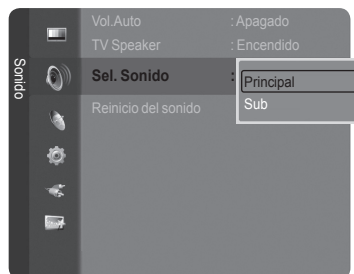 Sonido
Vol.Auto : Apagado
TV Speaker : Encendido
Sel. Sonido :
Principal
Sub
Reinicio del sonido